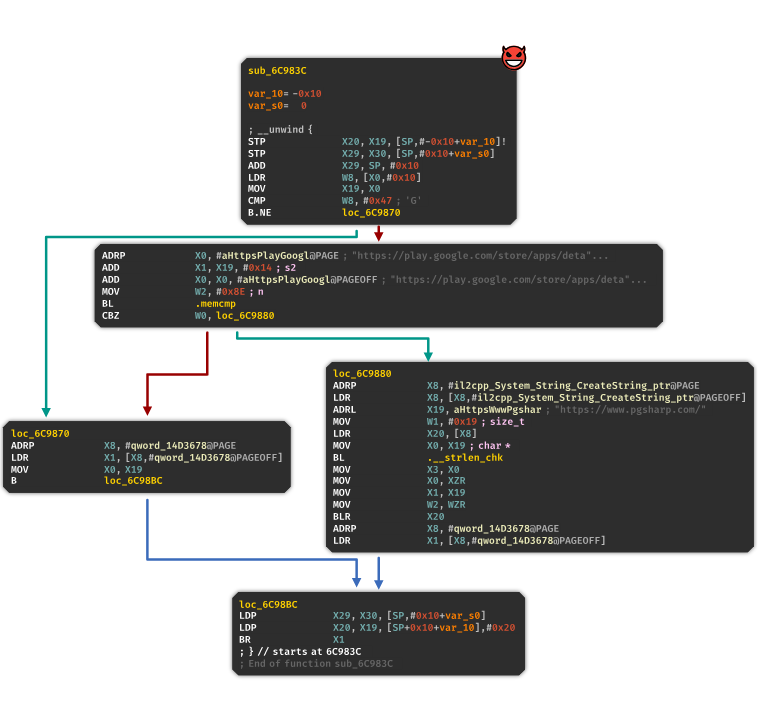 sub_6C983C
var_10= -0x10
var_s0= 0
; __unwind {
STP X20, X19, [SP,#-0x10+var_10]!
STP X29, X30, [SP,#0x10+var_s0]
ADD X29, SP, #0x10
LDR W8, [X0,#0x10]
MOV X19, X0
CMP W8, #0x47 ; 'G'
B.NE loc_6C9870
ADRP X0, #aHttpsPlayGoogl@PAGE ; "https://play.google.com/store/apps/deta"...
ADD X1, X19, #0x14 ; s2
ADD X0, X0, #aHttpsPlayGoogl@PAGEOFF ; "https://play.google.com/store/apps/deta"...
MOV W2, #0x8E ; n
BL .memcmp
CBZ W0, loc_6C9880
loc_6C9880
ADRP X8, #il2cpp_System_String_CreateString_ptr@PAGE
LDR X8, [X8,#il2cpp_System_String_CreateString_ptr@PAGEOFF]
ADRL X19, aHttpsWwwPgshar ; "https://www.pgsharp.com/"
MOV W1, #0x19 ; size_t
LDR X20, [X8]
MOV X0, X19 ; char *
BL .__strlen_chk
MOV X3, X0
MOV X0, XZR
MOV X1, X19
MOV W2, WZR
BLR X20
ADRP X8, #qword_14D3678@PAGE
LDR X1, [X8,#qword_14D3678@PAGEOFF]
loc_6C9870
ADRP X8, #qword_14D3678@PAGE
LDR X1, [X8,#qword_14D3678@PAGEOFF]
MOV X0, X19
B loc_6C98BC
loc_6C98BC
LDP X29, X30, [SP,#0x10+var_s0]
LDP X20, X19, [SP+0x10+var_10],#0x20
BR X1
; } // starts at 6C983C
; End of function sub_6C983C